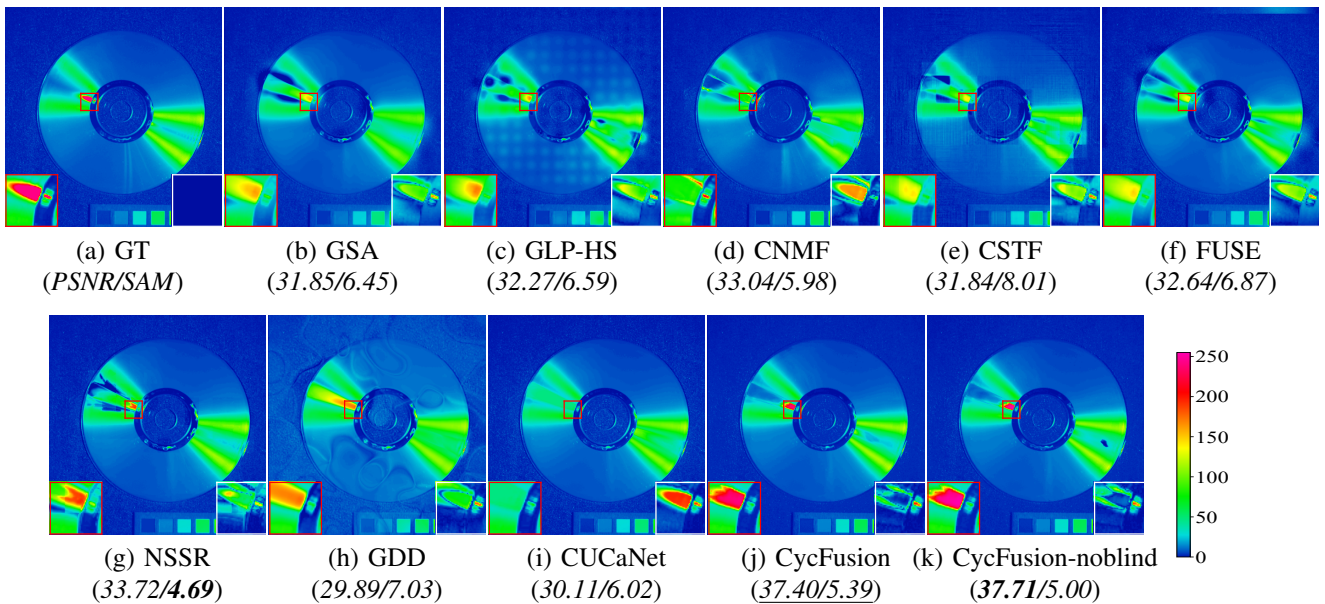 (a) GT (b) GSA (c) GLP-HS (d) CNMF (e) CSTF (f) FUSE
(PSNR/SAM) (31.85/6.45) (32.27/6.59) (33.04/5.98) (31.84/8.01) (32.64/6.87)
250
200
150
100
50
0
(g) NSSR (h) GDD (i) CUCaNet (j) CycFusion (k) CycFusion-noblind
(33.72/4.69) (29.89/7.03) (30.11/6.02) (37.40/5.39) (37.71/5.00)